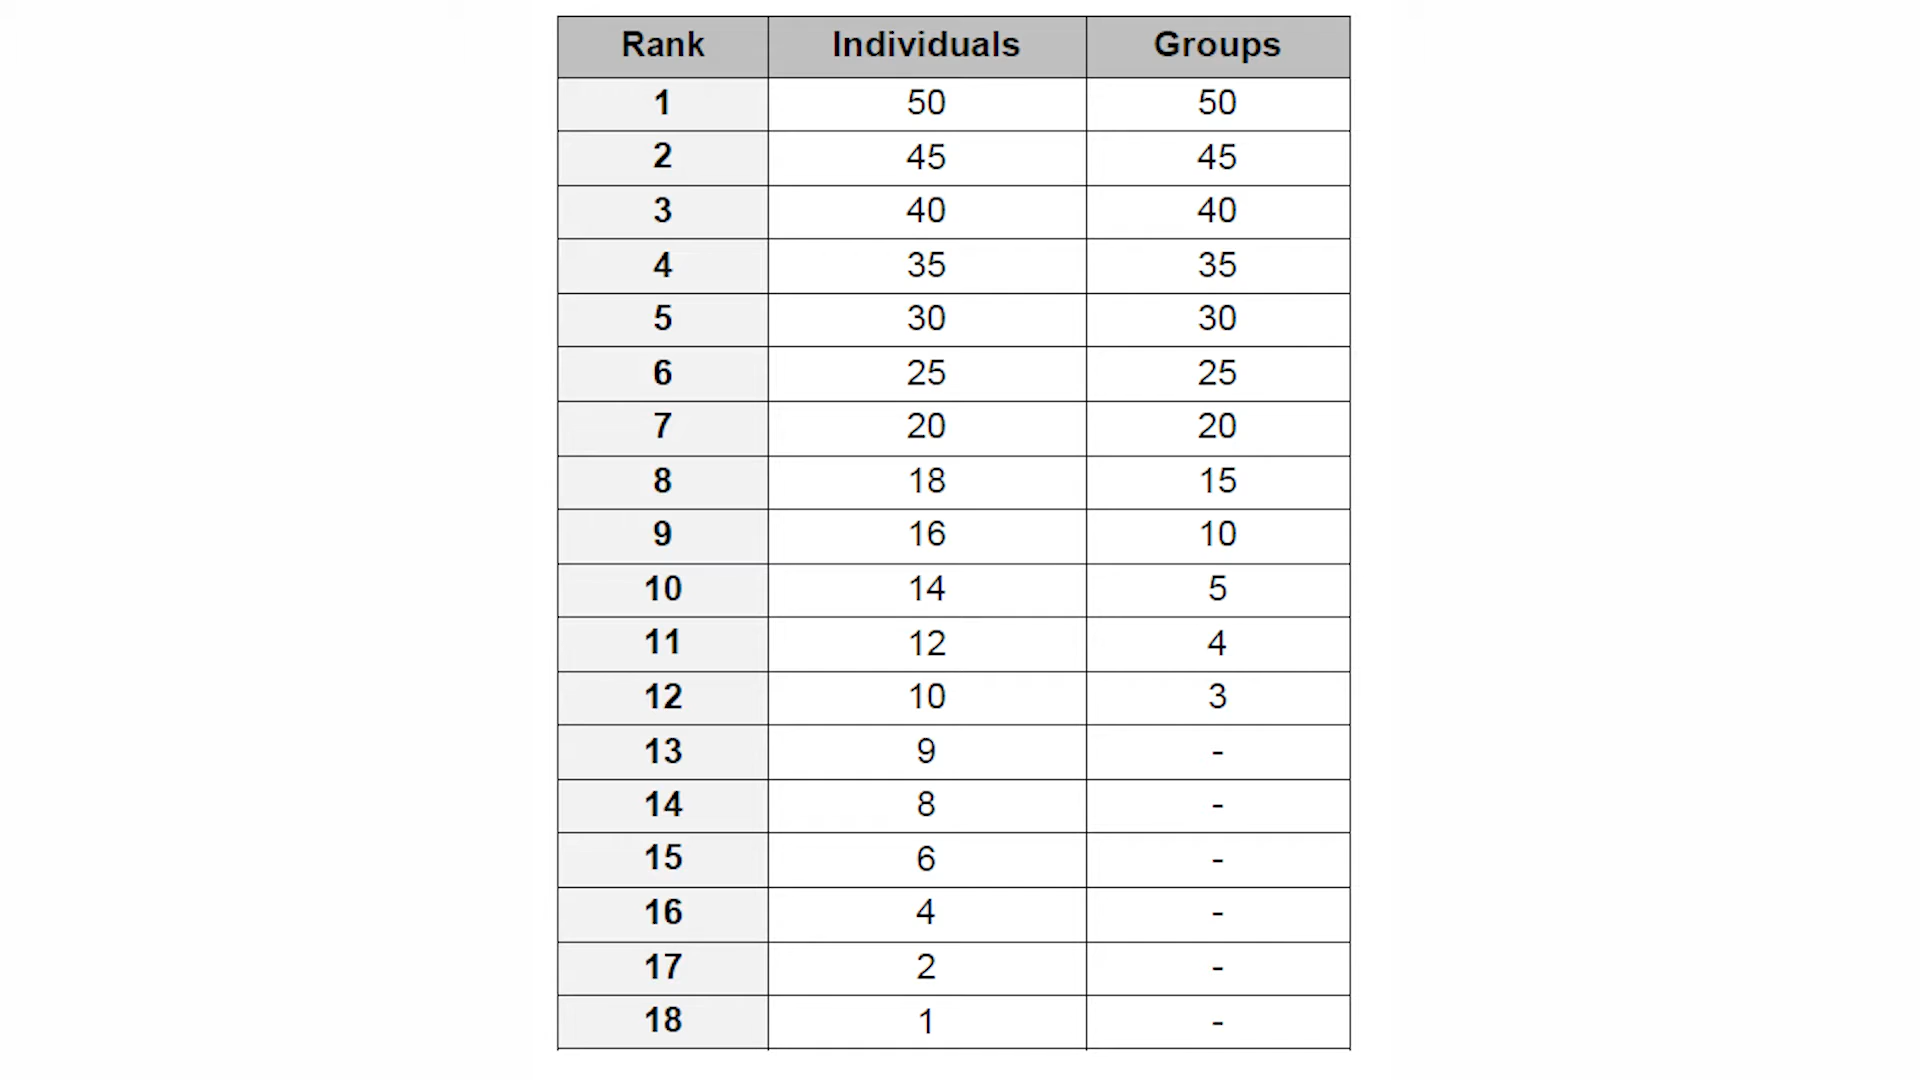 Rank Individuals Groups
1 50 50
2 45 45
3 40 40
4 35 35
5 30 30
6 25 25
7 20 20
8 18 15
9 16 10
10 14 5
11 12 4
12 10 3
13 9 -
14 8 -
15 6 -
16 4 -
17 2 -
18 1 -